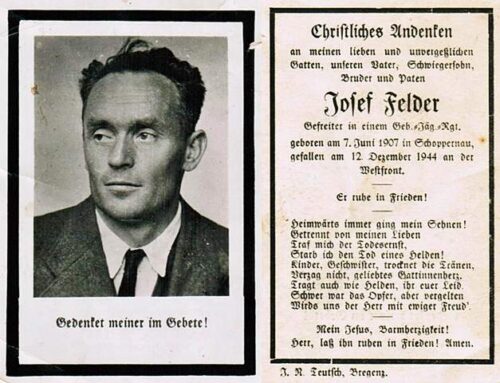 Gedenket meiner im Gebete!
Christliches Andenken
an meinen lieben und unvergeßlichen
Gatten, unseren Vater, Schwiegersohn,
Bruder und Paten
Josef Felder
Gefreiter in einem Geb.-Jäg.-Rgt.
geboren am 7. Juni 1907 in Schoppernau,
gefallen am 12. Dezember 1944 an der
Westfront.
Er ruhe in Frieden!
Heimwärts immer ging mein Sehnen!
Getrennt von meinen Lieben
Traf mich der Todesernst,
Starb ich den Tod eines Helden!
Kinder, Geschwister, trocknet die Tränen,
Verzag nicht, geliebtes Gattinnenherz.
Tragt auch wie Helden, ihr euer Leid.
Schwer war das Opfer, aber vergelten
Wirds uns der Herr mit ewiger Freud'.
Mein Jesus, Barmherzigkeit!
Herr, laß ihn ruhen in Frieden! Amen.
J. N. Teutsch, Bregenz.